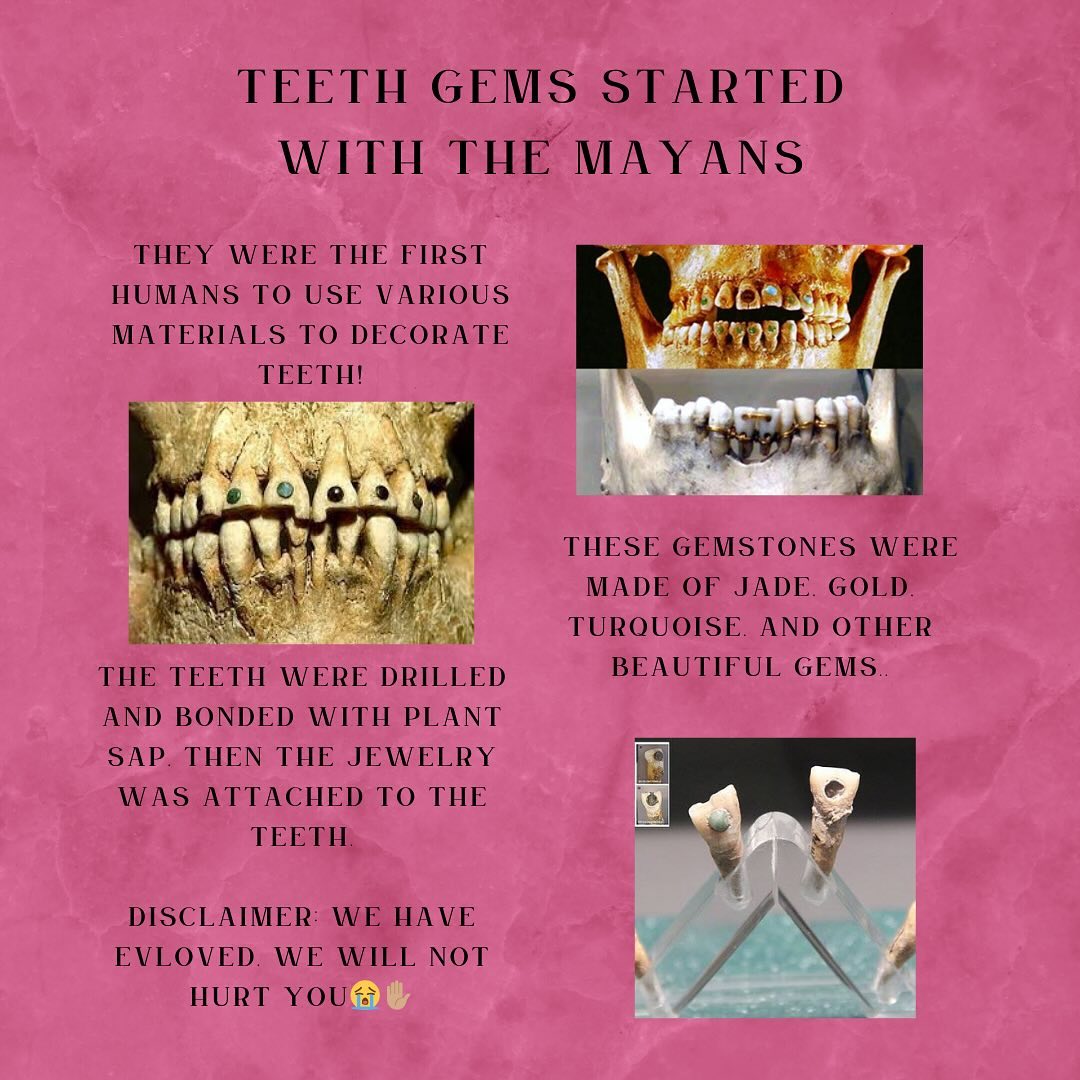 TEETH GEMS STARTED
WITH THE MAYANS
THEY WERE THE FIRST
HUMANS TO USE VARIOUS
MATERIALS TO DECORATE
TEETH!
THE TEETH WERE DRILLED
AND BONDED WITH PLANT
SAP. THEN THE JEWELRY
WAS ATTACHED TO THE
TEETH.
DISCLAIMER: WE HAVE
EVLOVED. WE WILL NOT
HURT YOU😭✋🏼
THESE GEMSTONES WERE
MADE OF JADE. GOLD.
TURQUOISE. AND OTHER
BEAUTIFUL GEMS..